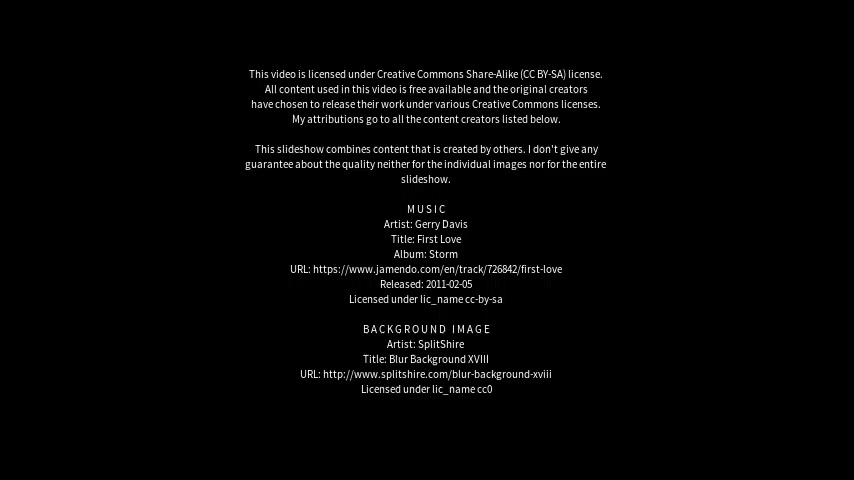 This video is licensed under Creative Commons Share-Alike (CC BY-SA) license.
All content used in this video is free available and the original creators
have chosen to release their work under various Creative Commons licenses.
My attributions go to all the content creators listed below.
This slideshow combines content that is created by others. I don't give any
guarantee about the quality neither for the individual images nor for the entire
slideshow.
MUSIC
Artist: Gerry Davis
Title: First Love
Album: Storm
URL: https://www.jamendo.com/en/track/726842/first-love
Released: 2011-02-05
Licensed under lic_name cc-by-sa
BACKGROUND IMAGE
Artist: SplitShire
Title: Blur Background XVIII
URL: http://www.splitshire.com/blur-background-xviii
Licensed under lic_name cc0